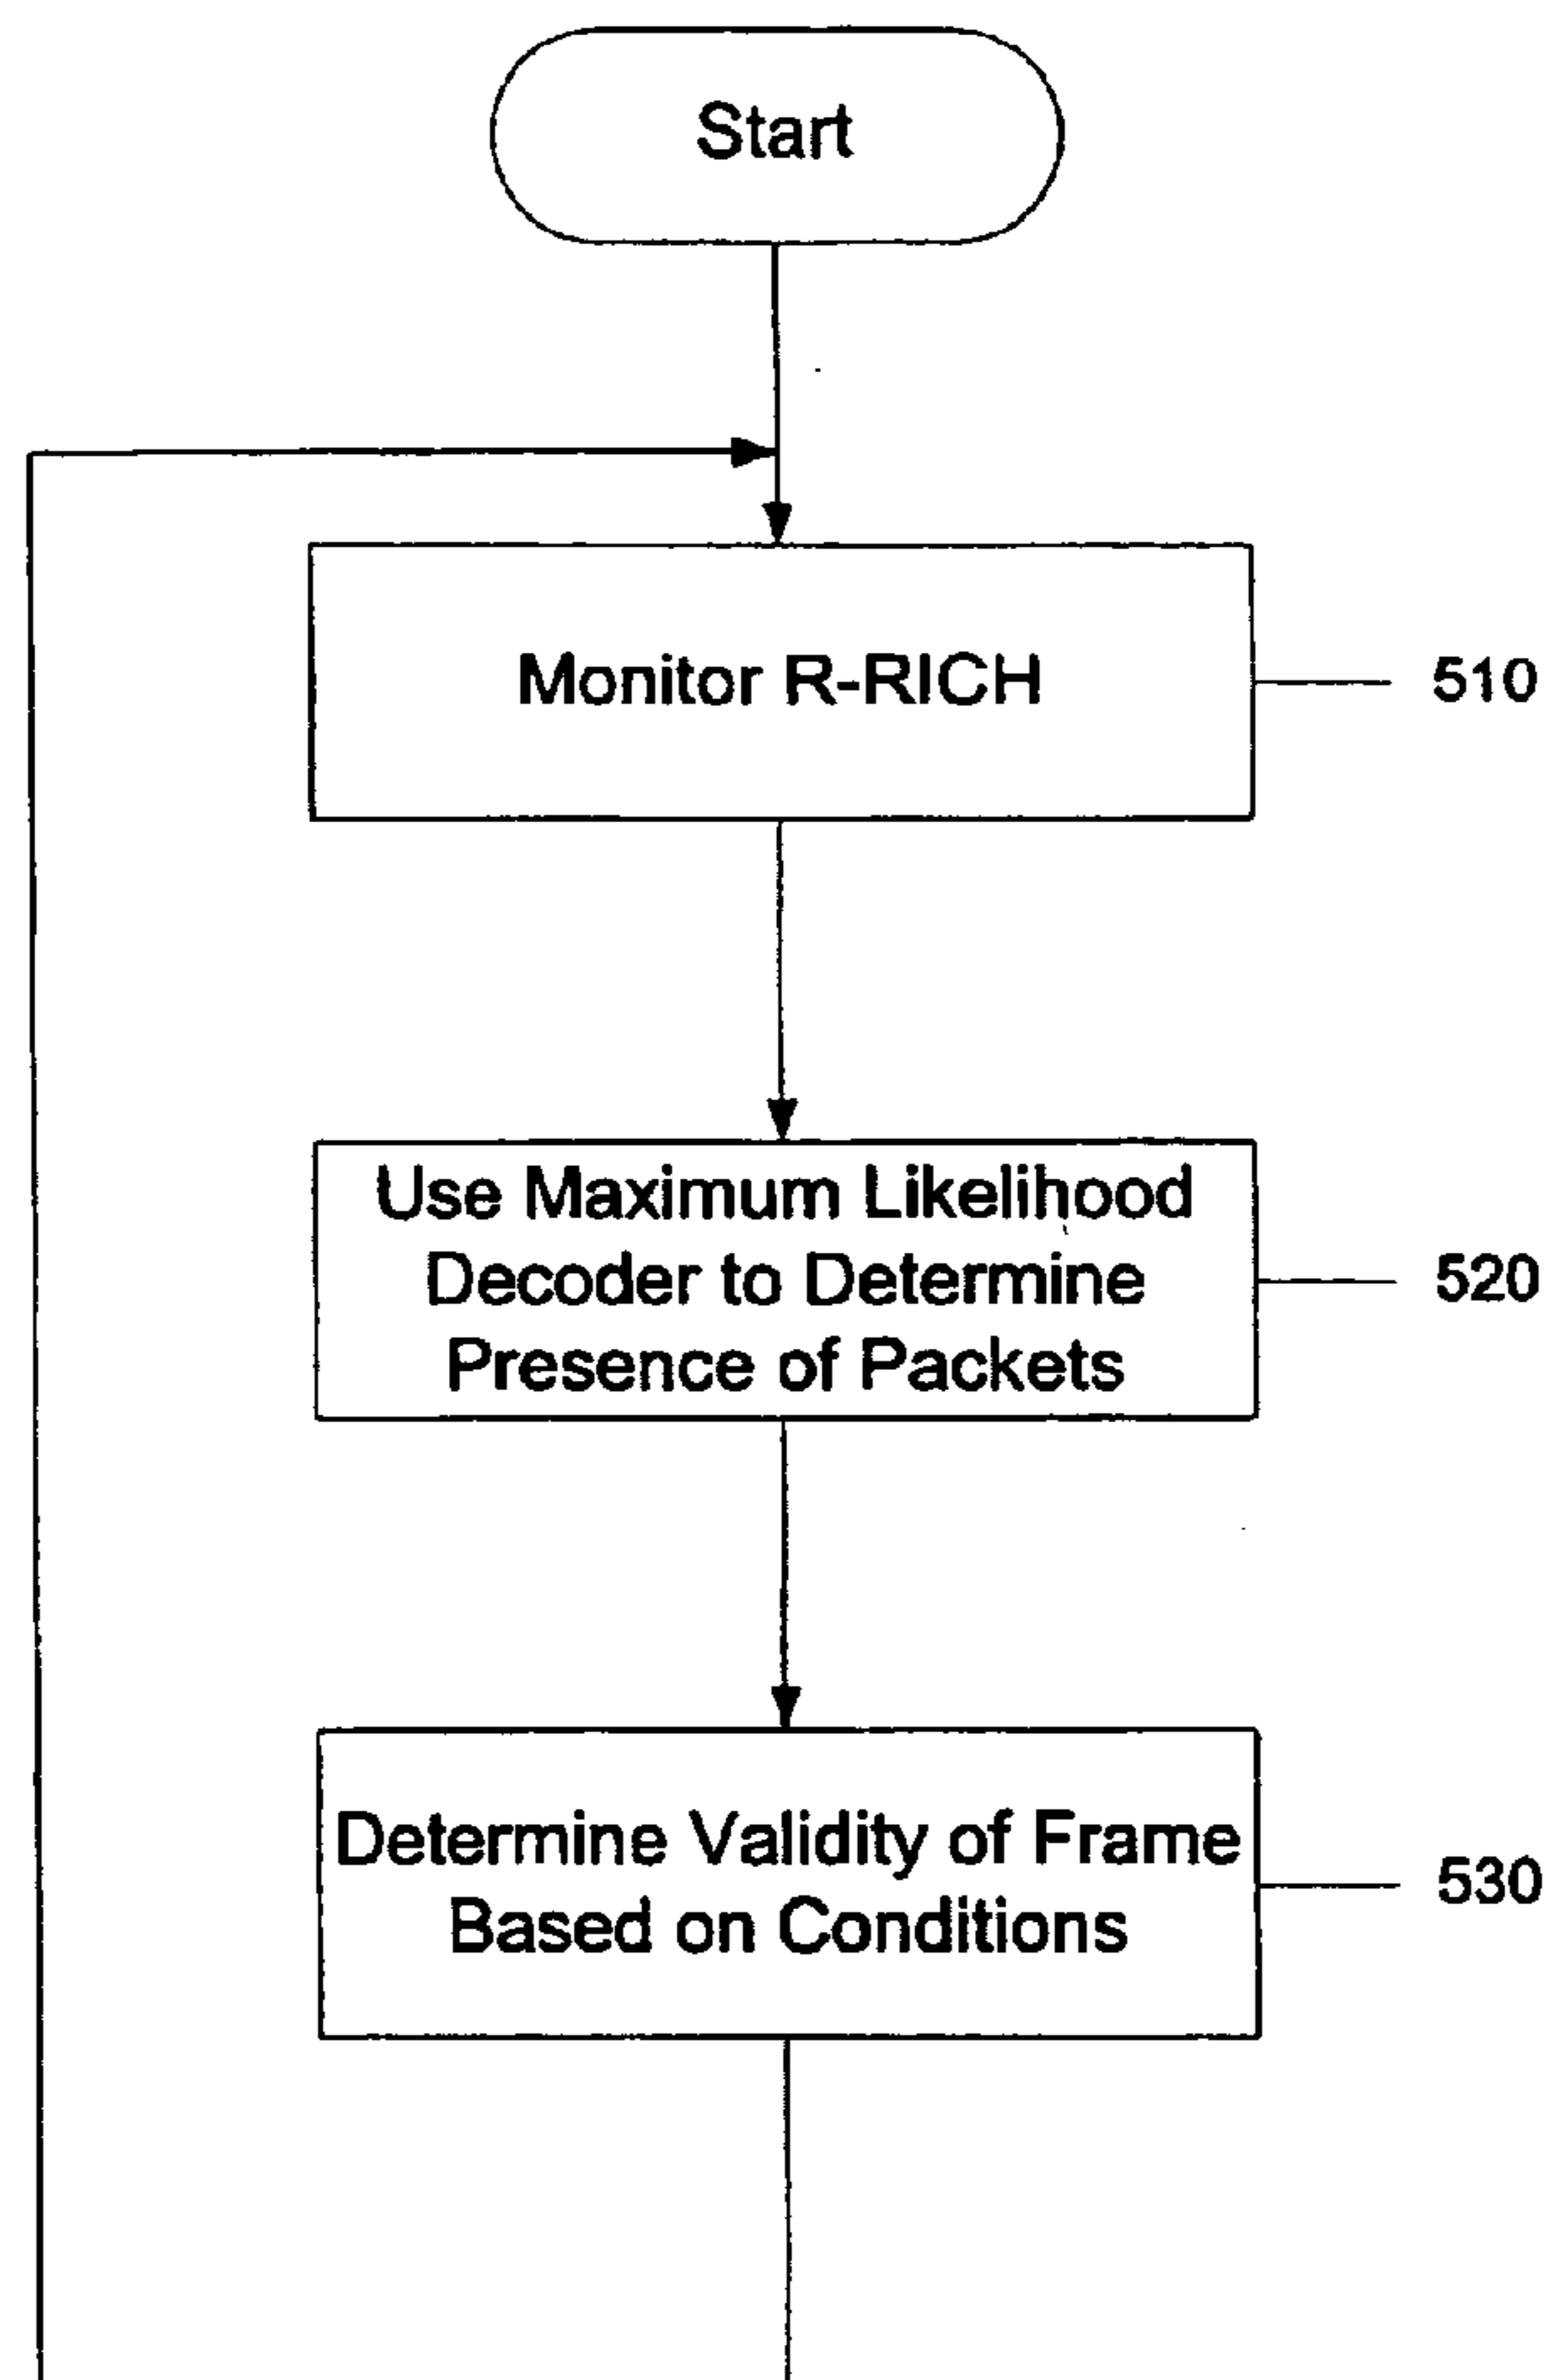 Start
Monitor R-RICH
510
Use Maximum Likelihood
Decoder to Determine
Presence of Packets
520
Determine Validity of Frame
Based on Conditions
530